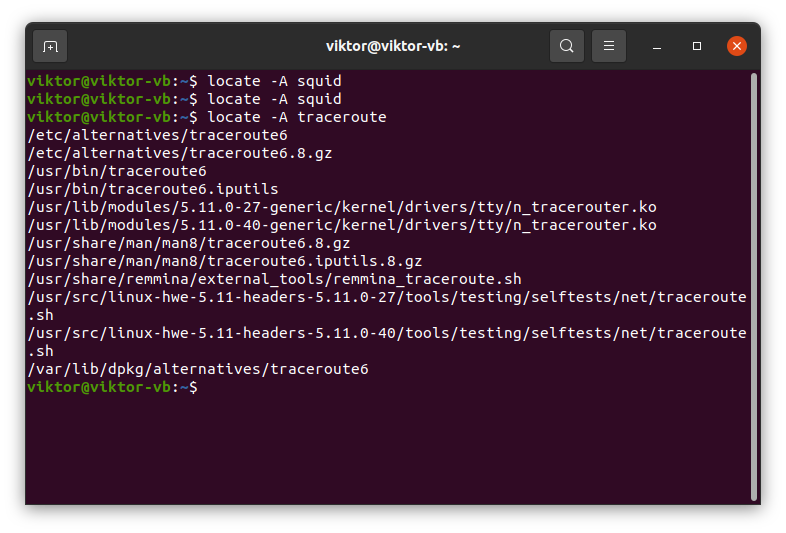 viktor@viktor-vb: ~
viktor@viktor-vb:~$ locate -A squid
viktor@viktor-vb:~$ locate -A squid
viktor@viktor-vb:~$ locate -A traceroute
/etc/alternatives/traceroute6
/etc/alternatives/traceroute6.8.gz
/usr/bin/traceroute6
/usr/bin/traceroute6.iputils
/usr/lib/modules/5.11.0-27-generic/kernel/drivers/tty/n_tracerouter.ko
/usr/lib/modules/5.11.0-40-generic/kernel/drivers/tty/n_tracerouter.ko
/usr/share/man/man8/traceroute6.8.gz
/usr/share/man/man8/traceroute6.iputils.8.gz
/usr/share/remmina/external_tools/remmina_traceroute.sh
/usr/src/linux-hwe-5.11-headers-5.11.0-27/tools/testing/selftests/net/traceroute
.sh
/usr/src/linux-hwe-5.11-headers-5.11.0-40/tools/testing/selftests/net/traceroute
.sh
/var/lib/dpkg/alternatives/traceroute6
viktor@viktor-vb:~$